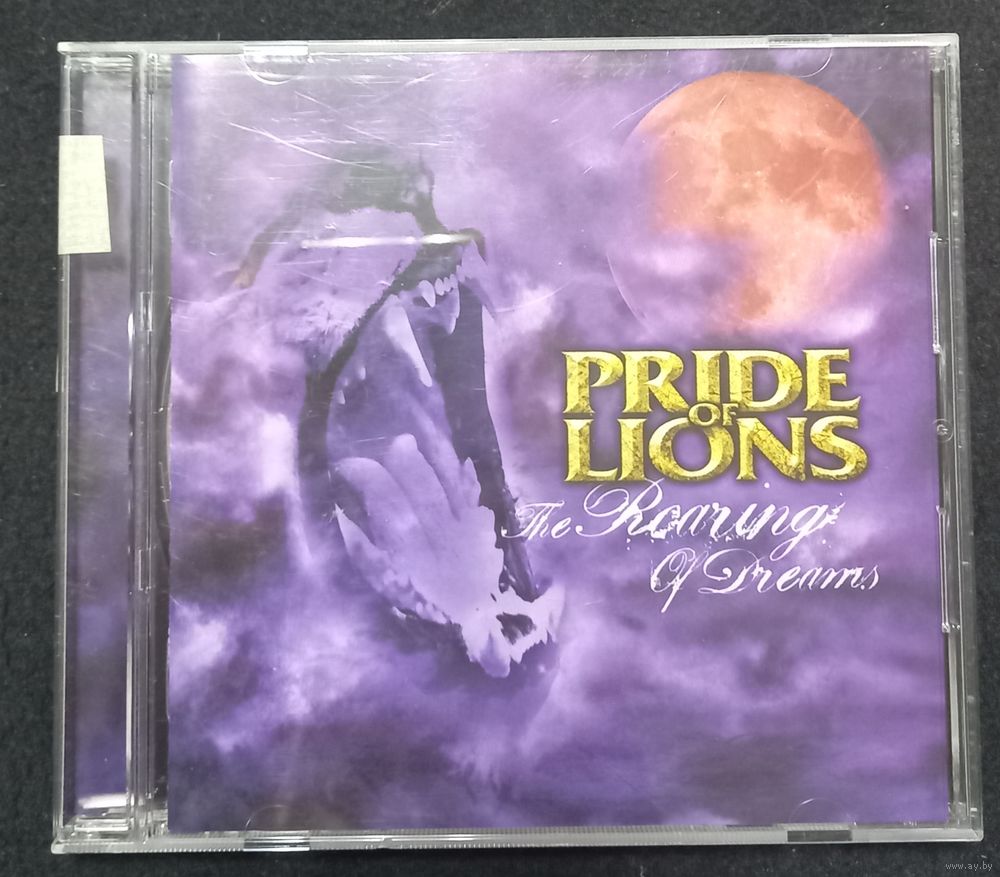 PRIDE
OF
LIONS
The Roaring
Of Dreams
www.ay.by